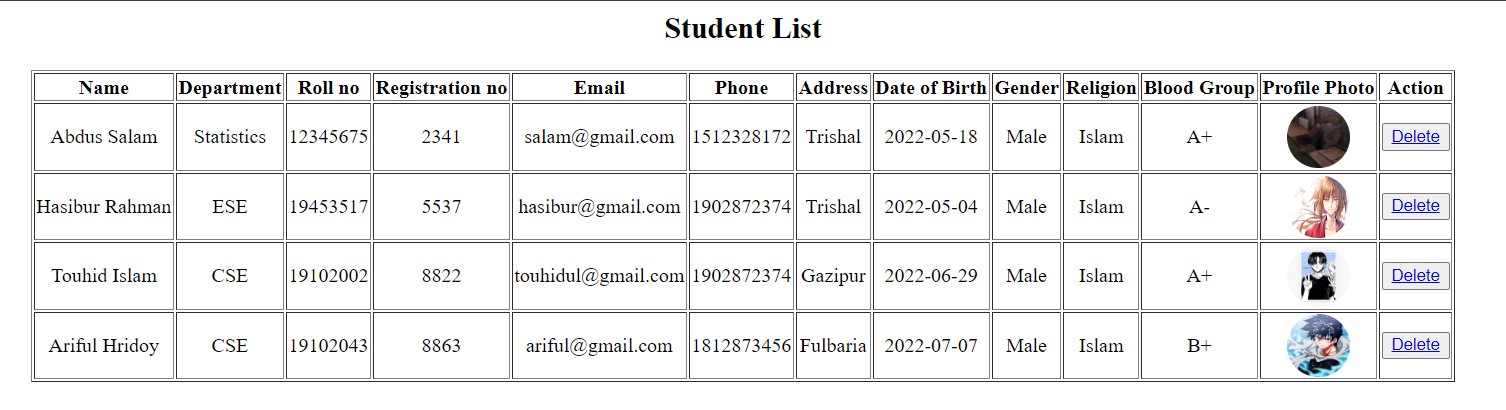 Student List
Name Department Roll no Registration no Email Phone Address Date of Birth Gender Religion Blood Group Profile Photo Action
Abdus Salam Statistics 12345675 2341 salam@gmail.com 1512328172 Trishal 2022-05-18 Male Islam A+ Delete
Hasibur Rahman ESE 19453517 5537 hasibur@gmail.com 1902872374 Trishal 2022-05-04 Male Islam A- Delete
Touhid Islam CSE 19102002 8822 touhidul@gmail.com 1902872374 Gazipur 2022-06-29 Male Islam A+ Delete
Ariful Hridoy CSE 19102043 8863 ariful@gmail.com 1812873456 Fulbaria 2022-07-07 Male Islam B+ Delete